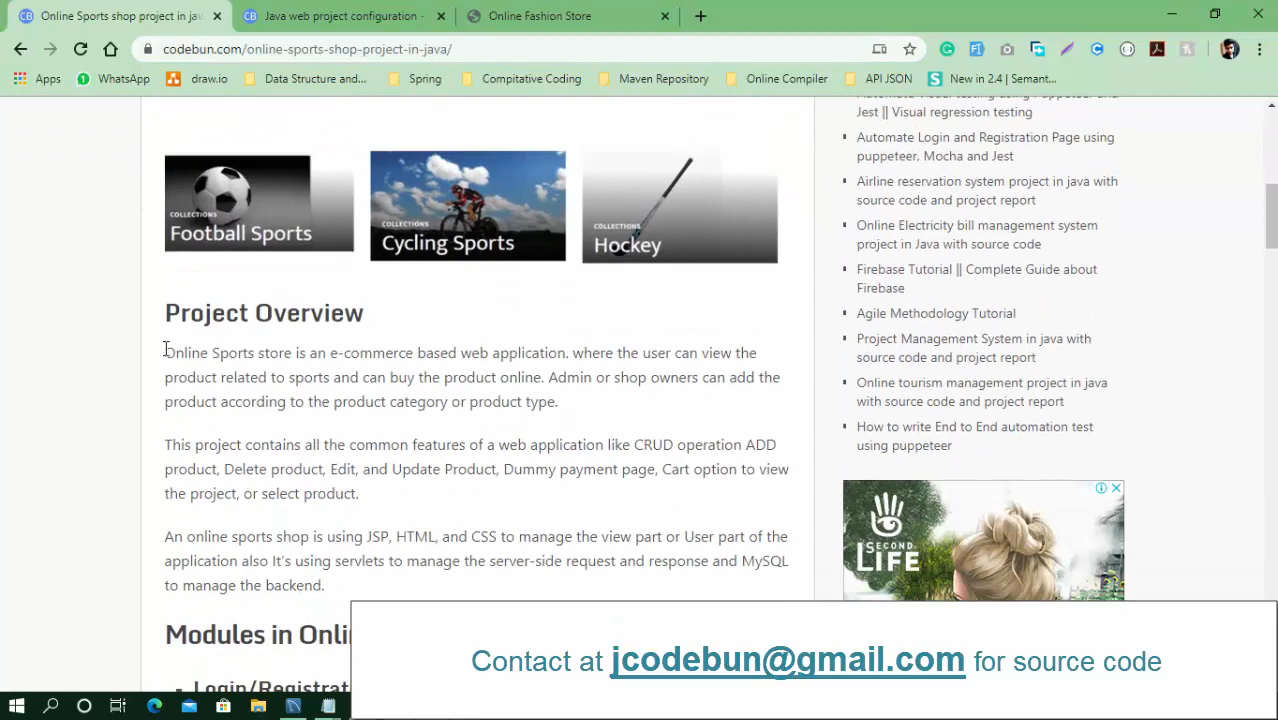 Online Sports shop project in jav
Java web project configuration -
Online Fashion Store
codebun.com/online-sports-shop-project-in-java/
Apps
WhatsApp
draw.io
Data Structure and...
Spring
Compitative Coding
Maven Repository
Online Compiler
API JSON
New in 2.4 | Semant...
COLLECTIONS
Football Sports
COLLECTIONS
Cycling Sports
COLLECTIONS
Hockey
Project Overview
Online Sports store is an e-commerce based web application. where the user can view the
product related to sports and can buy the product online. Admin or shop owners can add the
product according to the product category or product type.
This project contains all the common features of a web application like CRUD operation ADD
product, Delete product, Edit, and Update Product, Dummy payment page, Cart option to view
the project, or select product.
An online sports shop is using JSP, HTML, and CSS to manage the view part or User part of the
application also It's using servlets to manage the server-side request and response and MySQL
to manage the backend.
Modules in Onli
Login/Registrat
Jest || Visual regression testing
Automate Login and Registration Page using
puppeteer, Mocha and Jest
Airline reservation system project in java with
source code and project report
Online Electricity bill management system
project in Java with source code
Firebase Tutorial || Complete Guide about
Firebase
Agile Methodology Tutorial
Project Management System in java with
source code and project report
Online tourism management project in java
with source code and project report
How to write End to End automation test
using puppeteer
SECOND
LIFE
Contact at jcodebun@gmail.com for source code